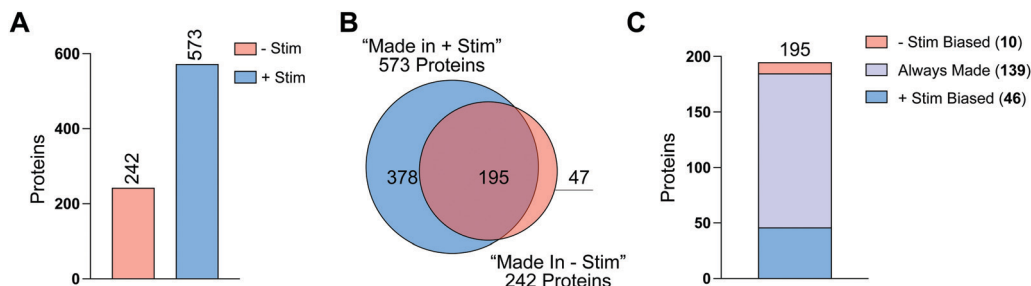 A
600
400
200
0
Proteins
242
573
- Stim
+ Stim
B
“Made in + Stim”
573 Proteins
378
195
47
“Made In - Stim”
242 Proteins
C
200
150
100
50
0
Proteins
195
- Stim Biased (10)
Always Made (139)
+ Stim Biased (46)